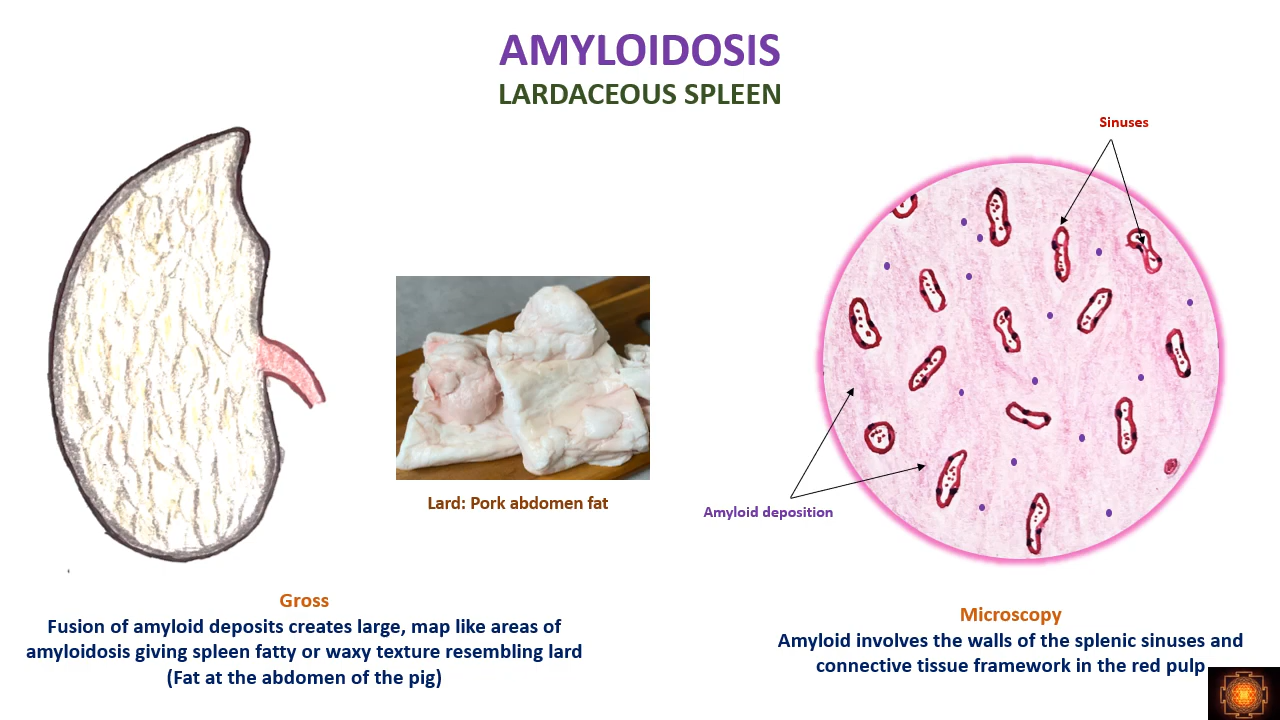 AMYLOIDOSIS
LARDACEOUS SPLEEN
Sinuses
Lard: Pork abdomen fat
Amyloid deposition
Gross
Fusion of amyloid deposits creates large, map like areas of
amyloidosis giving spleen fatty or waxy texture resembling lard
(Fat at the abdomen of the pig)
Microscopy
Amyloid involves the walls of the splenic sinuses and
connective tissue framework in the red pulp